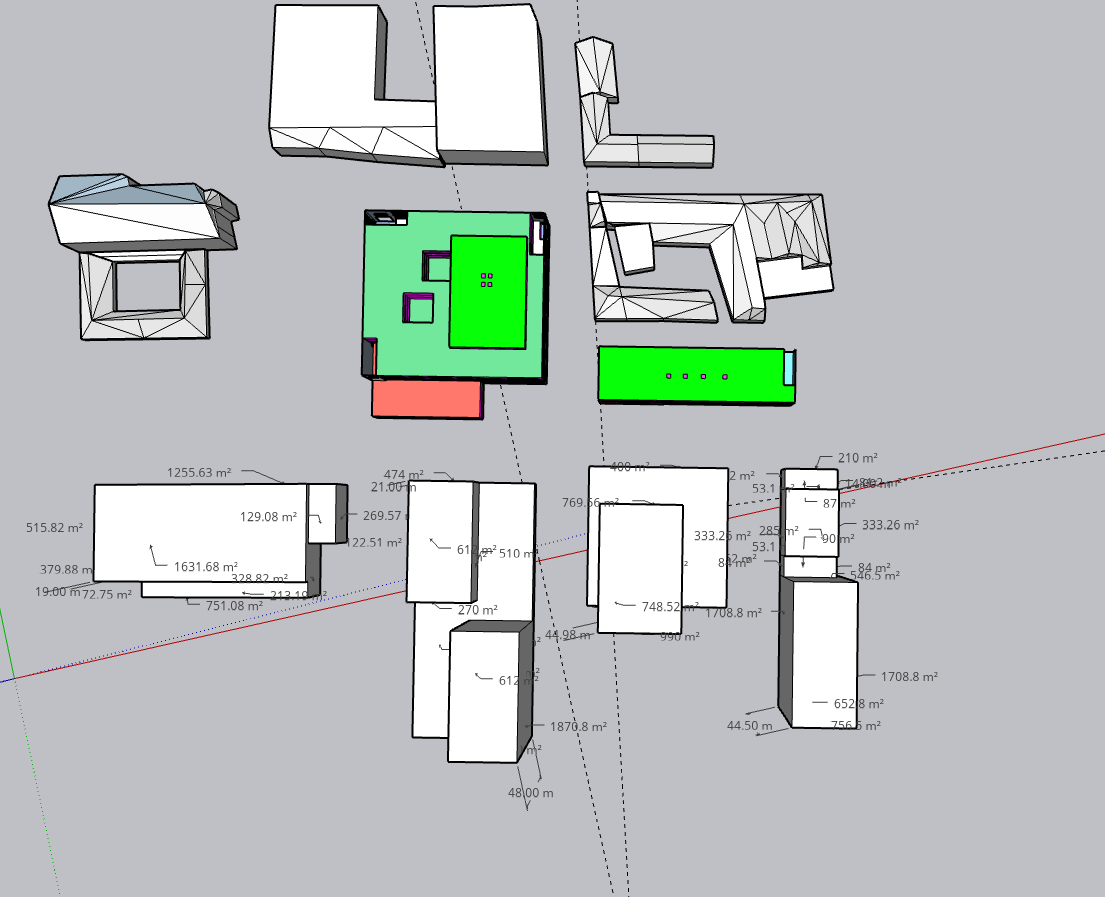 210 m²
400 m²
1255.63 m²
474 m²
21.00 m
53.1
87 m²
769.56 m²
129.08 m²
269.57
333.26 m²
515.82 m²
285
333.26 m²
90 m²
122.51 m²
510 m²
53.1
1631.68 m²
379.88 m
84 m²
546.5 m²
328.82 m²
19.00 m
72.75 m²
213.19
751.08 m²
270 m²
748.52 m²
1708.8 m²
44.98 m
990 m²
612 m²
1708.8 m²
652.8 m²
1870.8 m²
44.50 m
756.5 m²
48.00 m